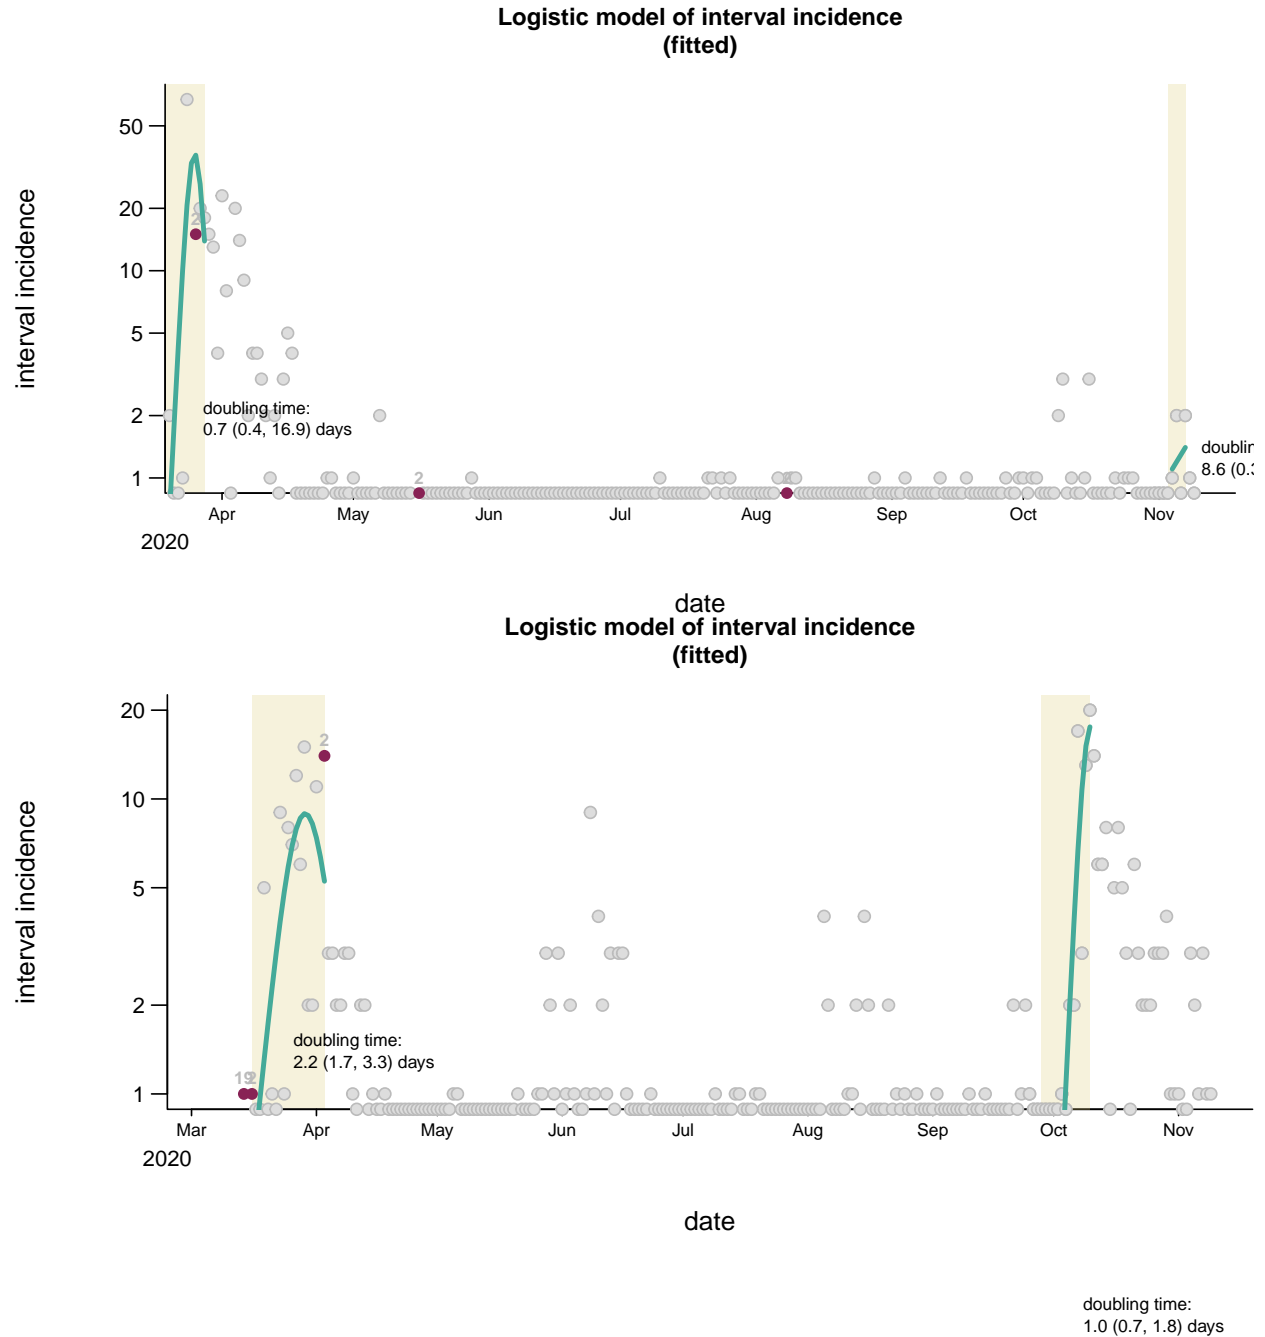 Logistic model of interval incidence
(fitted)
interval incidence
50
20
10
5
2
1
2
2
doubling time:
0.7 (0.4, 16.9) days
doublin
8.6 (0.3
Apr
May
Jun
Jul
Aug
Sep
Oct
Nov
2020
date
Logistic model of interval incidence
(fitted)
interval incidence
20
10
5
2
1
2
19
2
doubling time:
2.2 (1.7, 3.3) days
Mar
Apr
May
Jun
Jul
Aug
Sep
Oct
Nov
2020
date
doubling time:
1.0 (0.7, 1.8) days